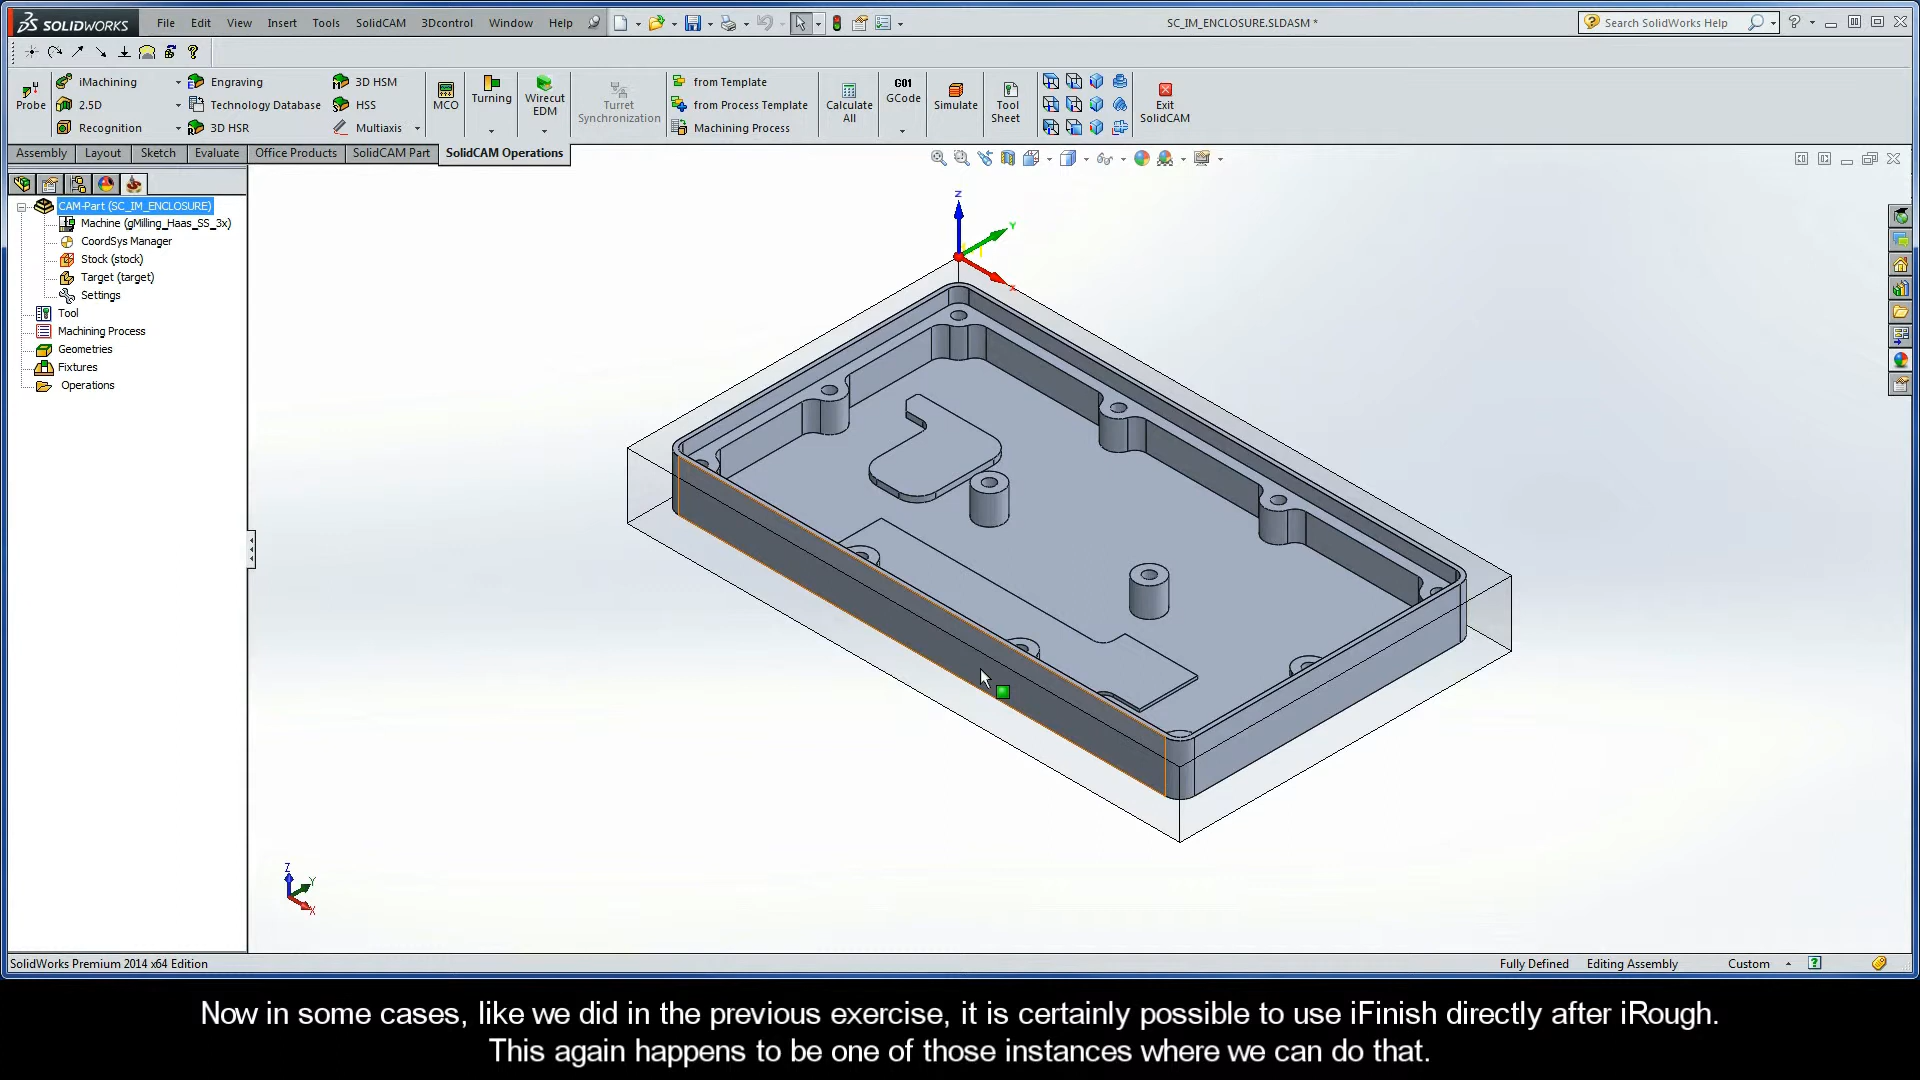 SOLIDWORKS File Edit View Insert Tools SolidCAM 3Dcontrol Window Help SC_IM_ENCLOSURE.SLDASM * Search SolidWorks Help
Probe
iMachining
2.5D
Recognition
Engraving
Technology Database
3D HSR
3D HSM
HSS
Multiaxis
MCO
Turning
Wirecut
EDM
Turret
Synchronization
from Template
from Process Template
Machining Process
Calculate
All
G01
GCode
Simulate
Tool
Sheet
Exit
SolidCAM
Assembly Layout Sketch Evaluate Office Products SolidCAM Part SolidCAM Operations
CAM-Part (SC_IM_ENCLOSURE)
Machine (gMilling_Haas_SS_3x)
CoordSys Manager
Stock (stock)
Target (target)
Settings
Tool
Machining Process
Geometries
Fixtures
Operations
Z
Y
X
Z
Y
X
SolidWorks Premium 2014 x64 Edition Fully Defined Editing Assembly Custom
Now in some cases, like we did in the previous exercise, it is certainly possible to use iFinish directly after iRough.
This again happens to be one of those instances where we can do that.